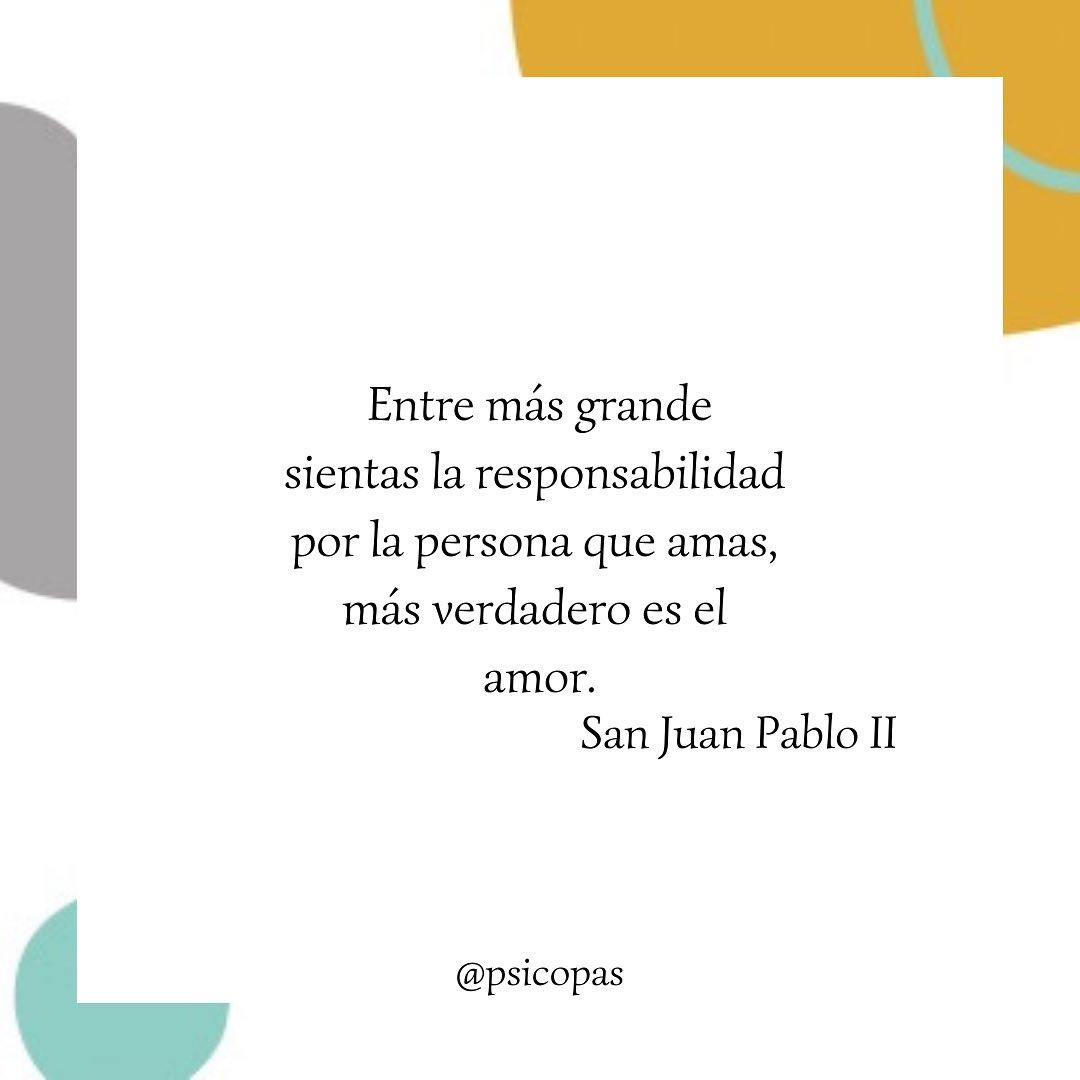 Entre más grande
sientas la responsabilidad
por la persona que amas,
más verdadero es el
amor.
San Juan Pablo II
@psicopas